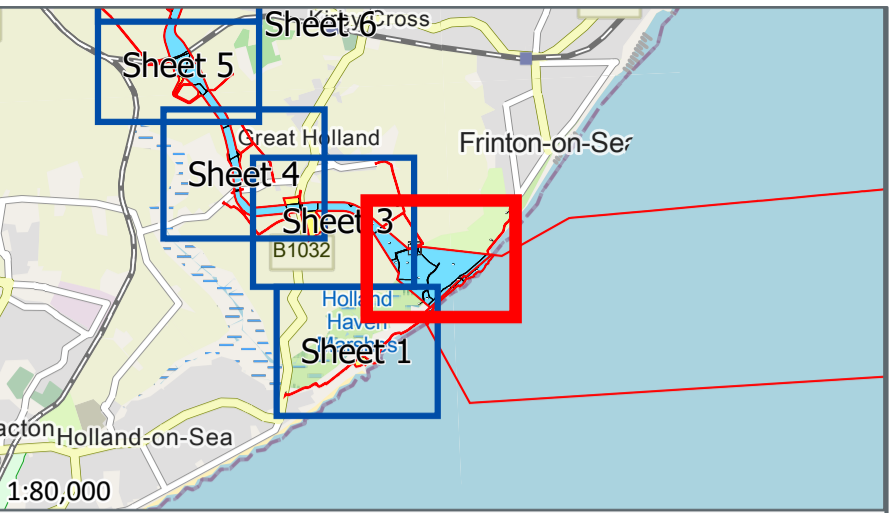 Sheet 6
Cross
Sheet 5
Great Holland
Frinton-on-Sea
Sheet 4
Sheet 3
B1032
Holland
Haven
Marshes
Sheet 1
acton
Holland-on-Sea
1:80,000